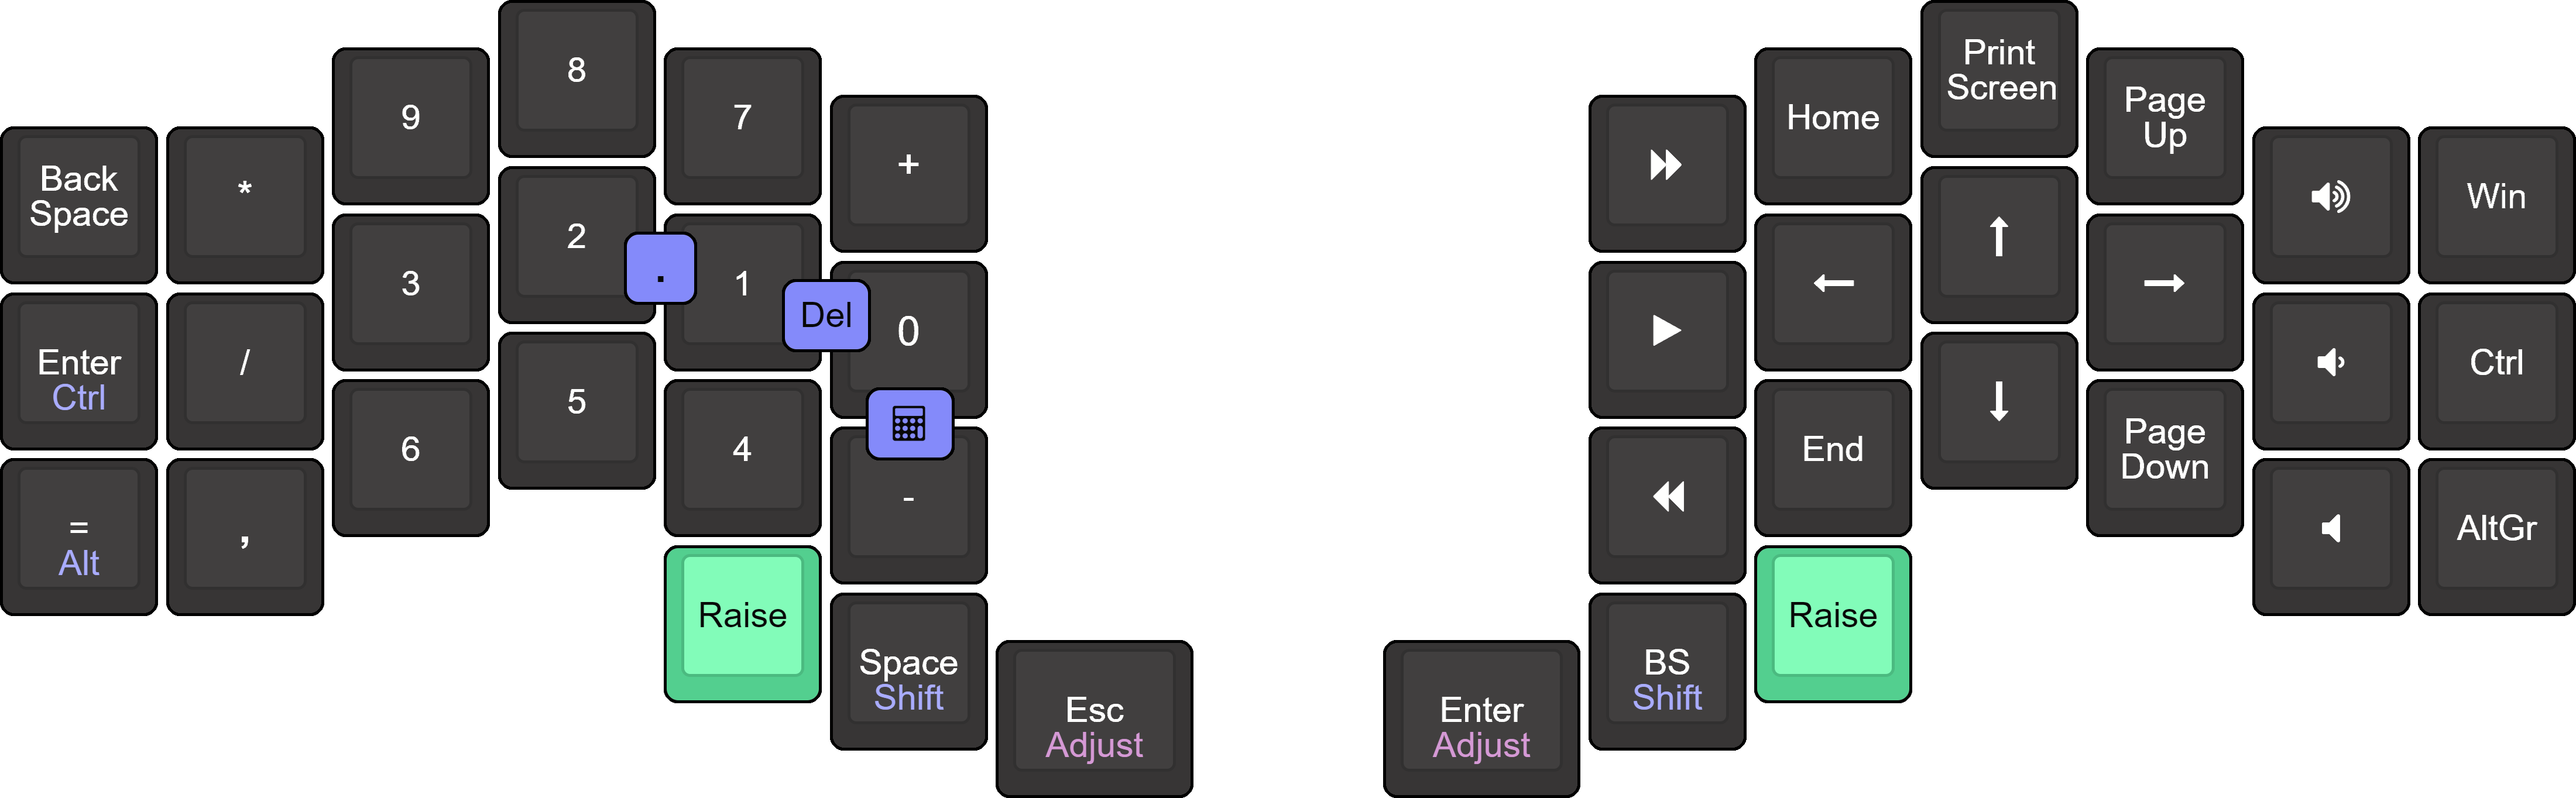 8
Print
Screen
9
7
Home
Page
Up
+
Back
Space
*
Win
2
3
.
1
Del
0
Enter
Ctrl
/
Ctrl
5
6
4
End
Page
Down
-
=
Alt
,
AltGr
Raise
Raise
Space
Shift
BS
Shift
Esc
Adjust
Enter
Adjust